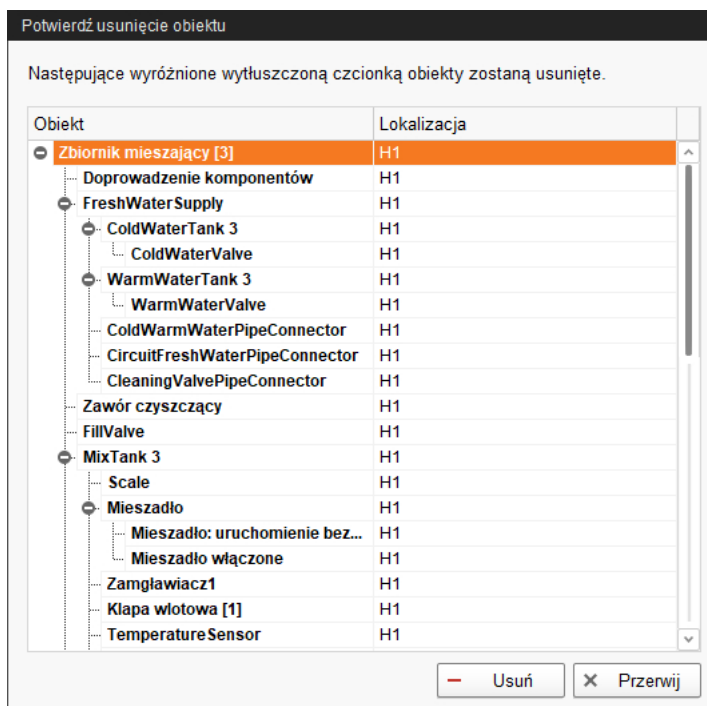 Potwierdź usunięcie obiektu
Następujące wyróżnione wytłuszczoną czcionką obiekty zostaną usunięte.
Obiekt Lokalizacja
Zbiornik mieszający [3] H1
Doprowadzenie komponentów H1
FreshWaterSupply H1
ColdWaterTank 3 H1
ColdWaterValve H1
WarmWaterTank 3 H1
WarmWaterValve H1
ColdWarmWaterPipeConnector H1
CircuitFreshWaterPipeConnector H1
CleaningValvePipeConnector H1
Zawór czyszczący H1
FillValve H1
MixTank 3 H1
Scale H1
Mieszadło H1
Mieszadło: uruchomienie bez... H1
Mieszadło włączone H1
Zamgławiacz1 H1
Klapa wlotowa [1] H1
TemperatureSensor H1
Usuń Przerwij